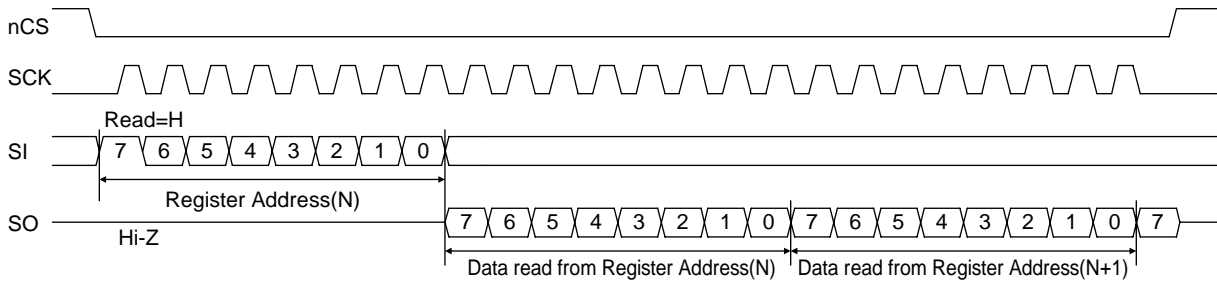 nCS
SCK
Read=H
SI 7 6 5 4 3 2 1 0
Register Address(N)
SO 7 6 5 4 3 2 1 0 7 6 5 4 3 2 1 0 7
Hi-Z
Data read from Register Address(N) Data read from Register Address(N+1)